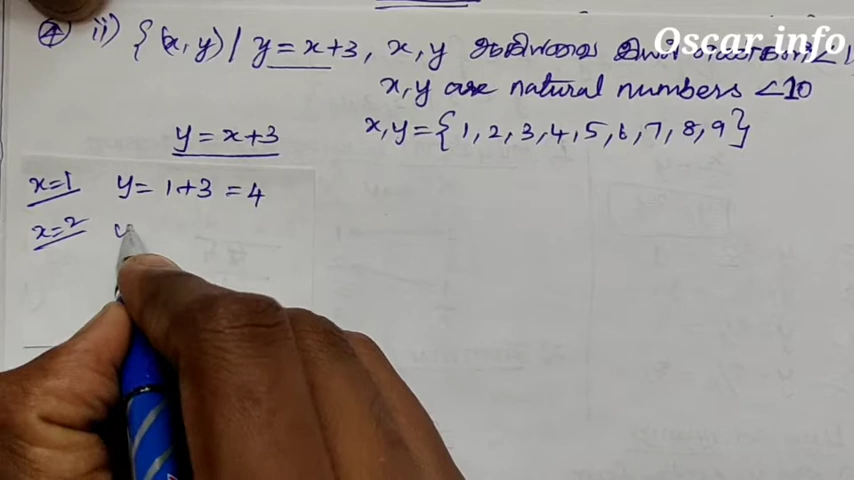 Oscar.info
④ ii) {(x, y) / y = x+3, x, y
x, y are natural numbers < 10
y = x+3
x, y = {1, 2, 3, 4, 5, 6, 7, 8, 9}
x=1 y = 1+3 = 4
x=2 y